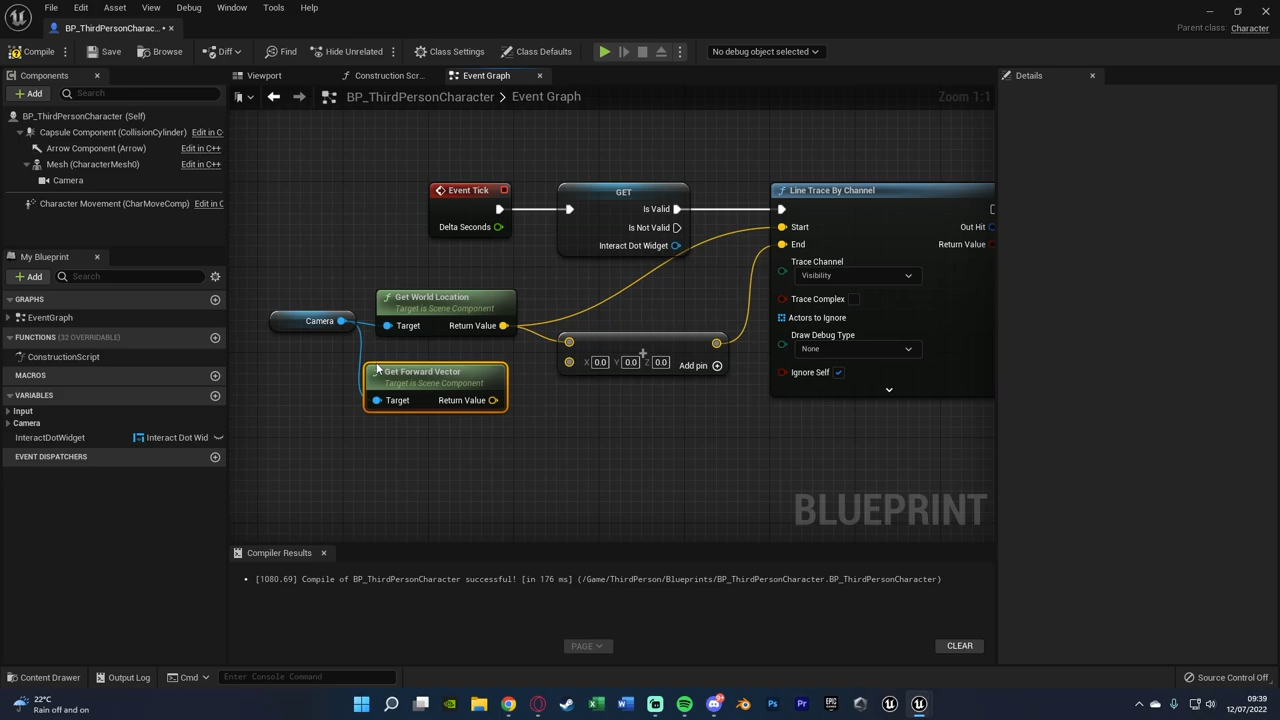 File Edit Asset View Debug Window Tools Help
BP_ThirdPersonCharac...
Parent class: Character
Compile Save Browse Diff Find Hide Unrelated Class Settings Class Defaults No debug object selected
Components Viewport Construction Scr... Event Graph Details
Add Search
BP_ThirdPersonCharacter > Event Graph Zoom 1:1
BP_ThirdPersonCharacter (Self)
Capsule Component (CollisionCylinder) Edit in C
Arrow Component (Arrow) Edit in C++
Mesh (CharacterMesh0) Edit in C++
Camera
Character Movement (CharMoveComp) Edit in C
My Blueprint
Add Search
GRAPHS
EventGraph
FUNCTIONS (32 OVERRIDABLE)
ConstructionScript
MACROS
VARIABLES
Input
Camera
InteractDotWidget Interact Dot Wid
EVENT DISPATCHERS
Event Tick
Delta Seconds
GET
Is Valid
Is Not Valid
Interact Dot Widget
Line Trace By Channel
Start Out Hit
End Return Value
Trace Channel
Visibility
Trace Complex
Actors to Ignore
Draw Debug Type
None
Ignore Self
Camera
Get World Location
Target is Scene Component
Target Return Value
Get Forward Vector
Target is Scene Component
Target Return Value
X 0.0 Y 0.0 Z 0.0 Add pin
BLUEPRINT
Compiler Results
[1080.69] Compile of BP_ThirdPersonCharacter successful! [in 176 ms] (/Game/ThirdPerson/Blueprints/BP_ThirdPersonCharacter.BP_ThirdPersonCharacter)
PAGE CLEAR
Content Drawer Output Log Cmd Enter Console Command Source Control Off
22°C
Rain off and on
09:39
12/07/2022